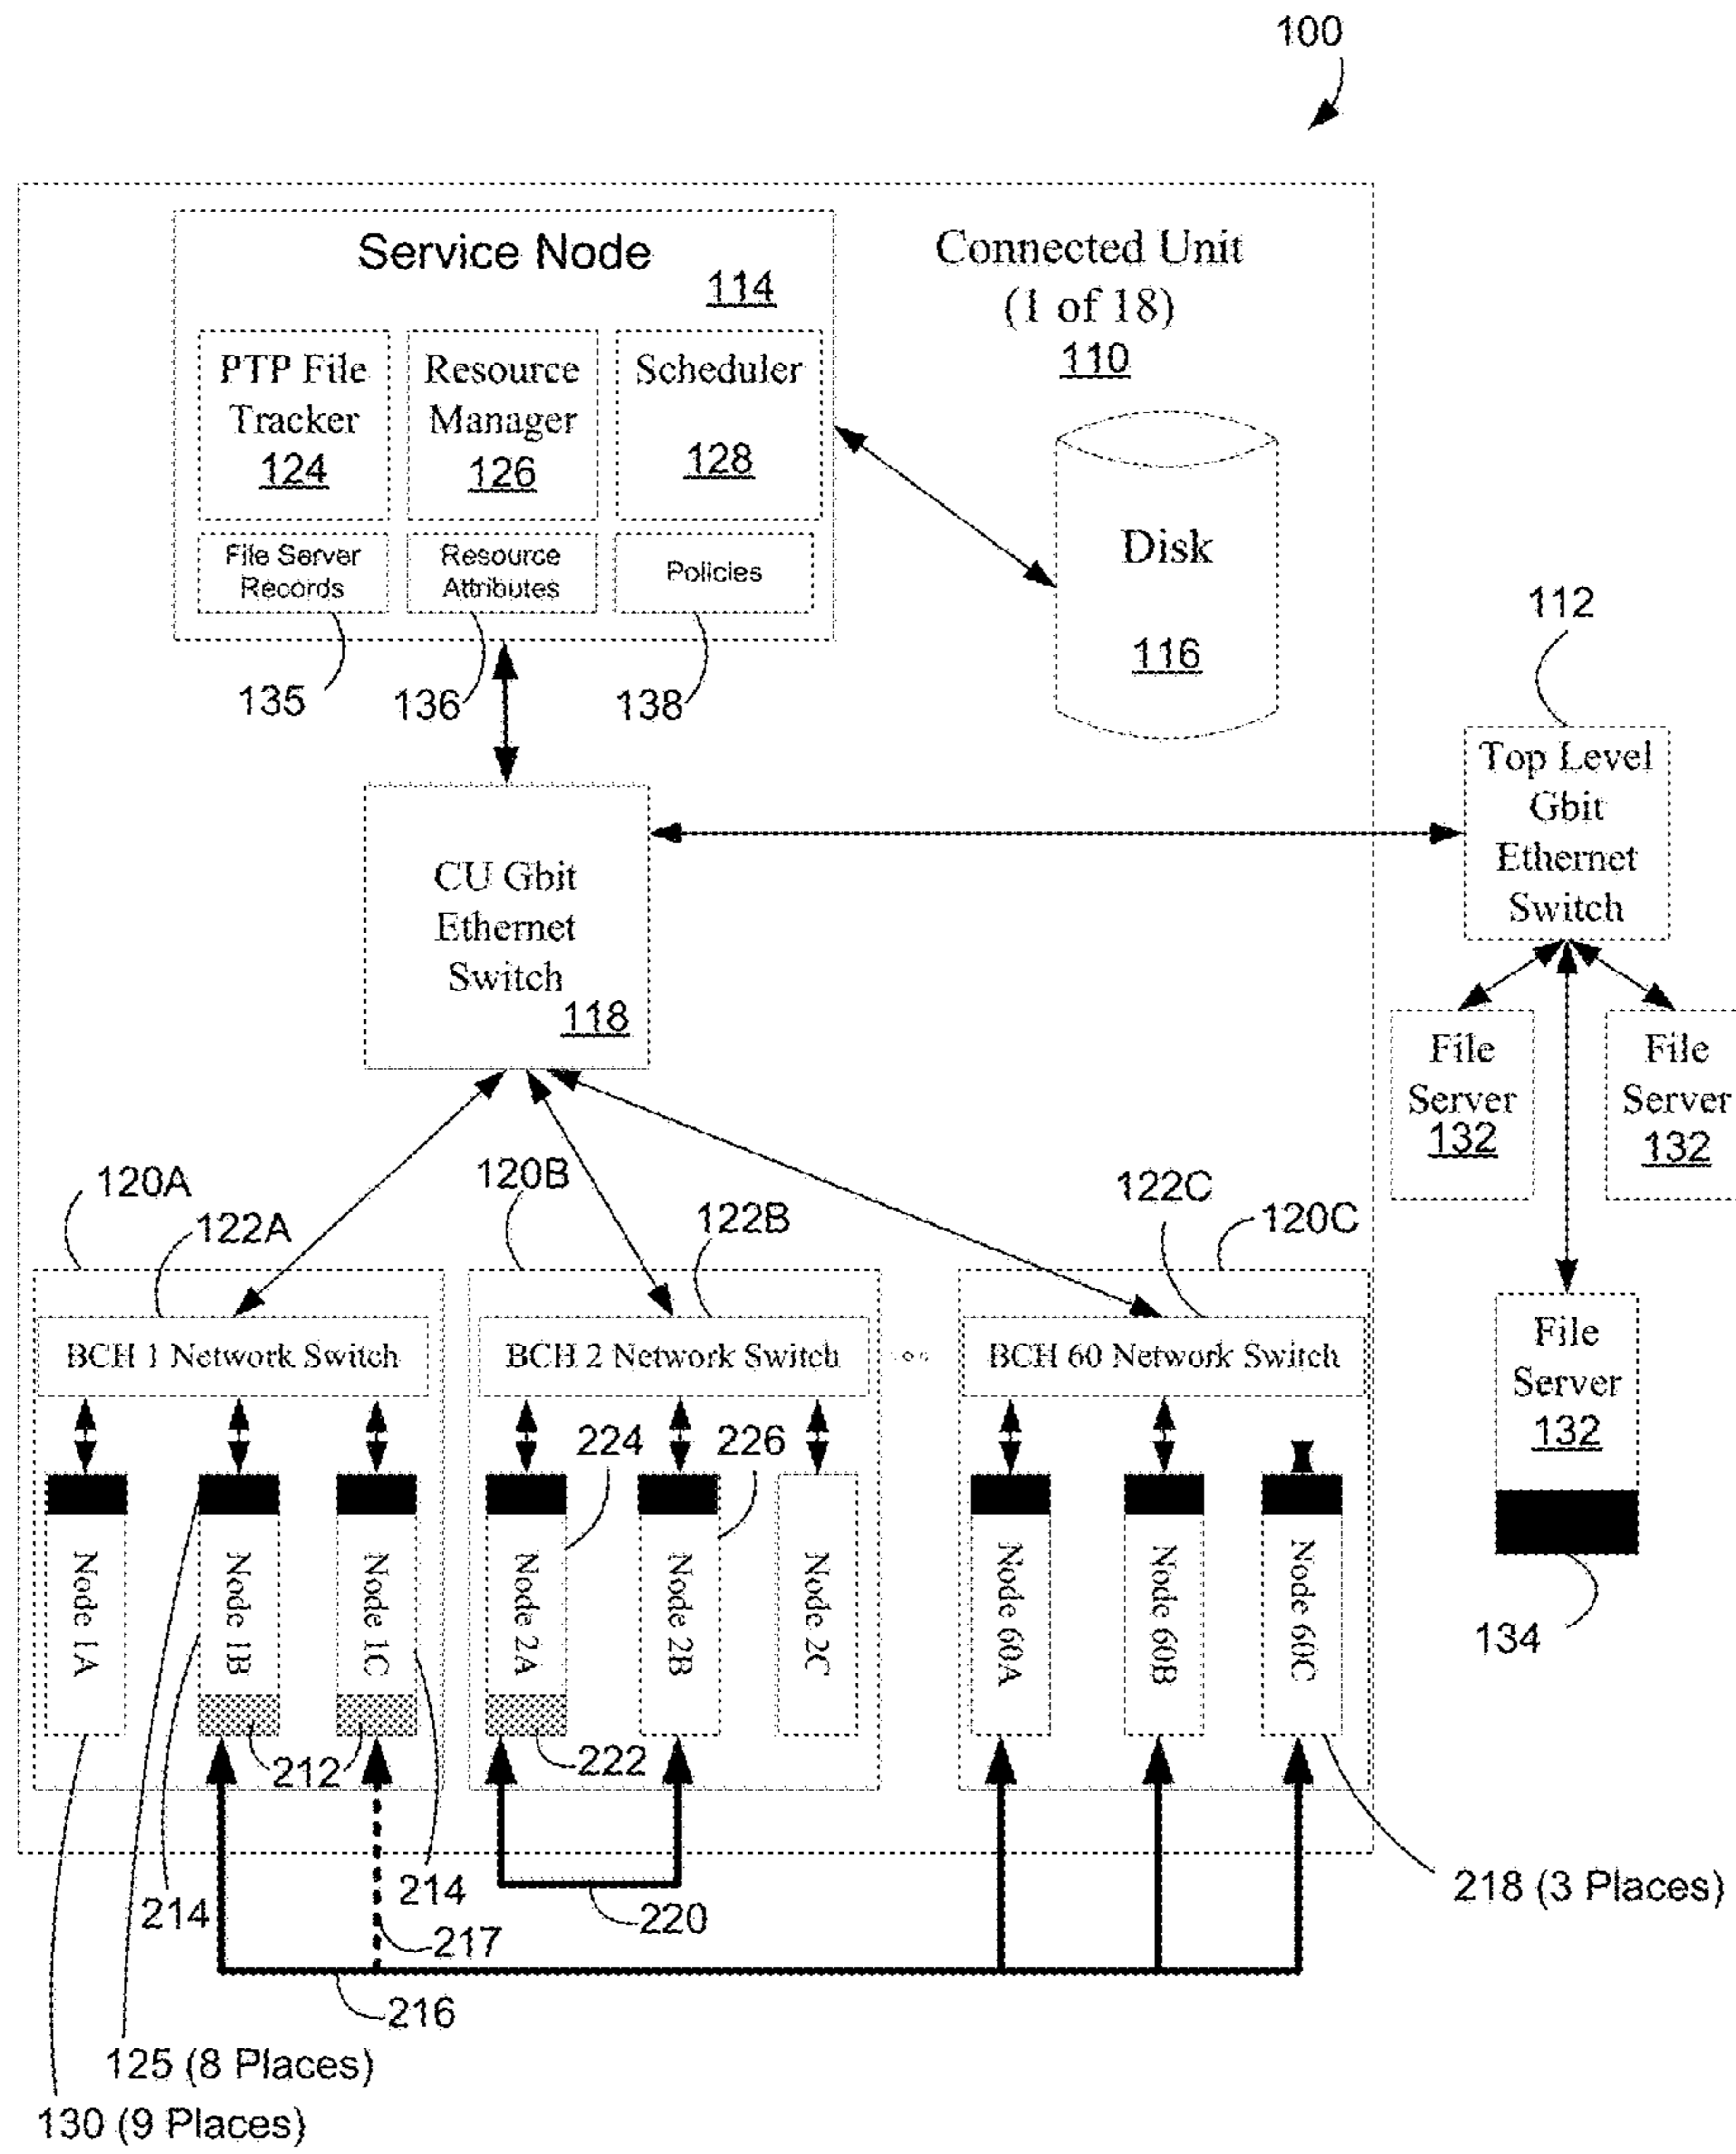 100
Service Node
114
Connected Unit
(1 of 18)
110
PTP File
Tracker
124
Resource
Manager
126
Scheduler
128
File Server
Records
Resource
Attributes
Policies
Disk
116
135
136
138
112
Top Level
Gbit
Ethernet
Switch
CU Gbit
Ethernet
Switch
118
File
Server
132
File
Server
132
120A
122A
120B
122B
122C
120C
BCH 1 Network Switch
BCH 2 Network Switch
BCH 60 Network Switch
File
Server
132
224
226
Node 1A
Node 1B
Node 1C
Node 2A
Node 2B
Node 2C
Node 60A
Node 60B
Node 60C
134
212
222
214
214
217
220
218 (3 Places)
216
125 (8 Places)
130 (9 Places)